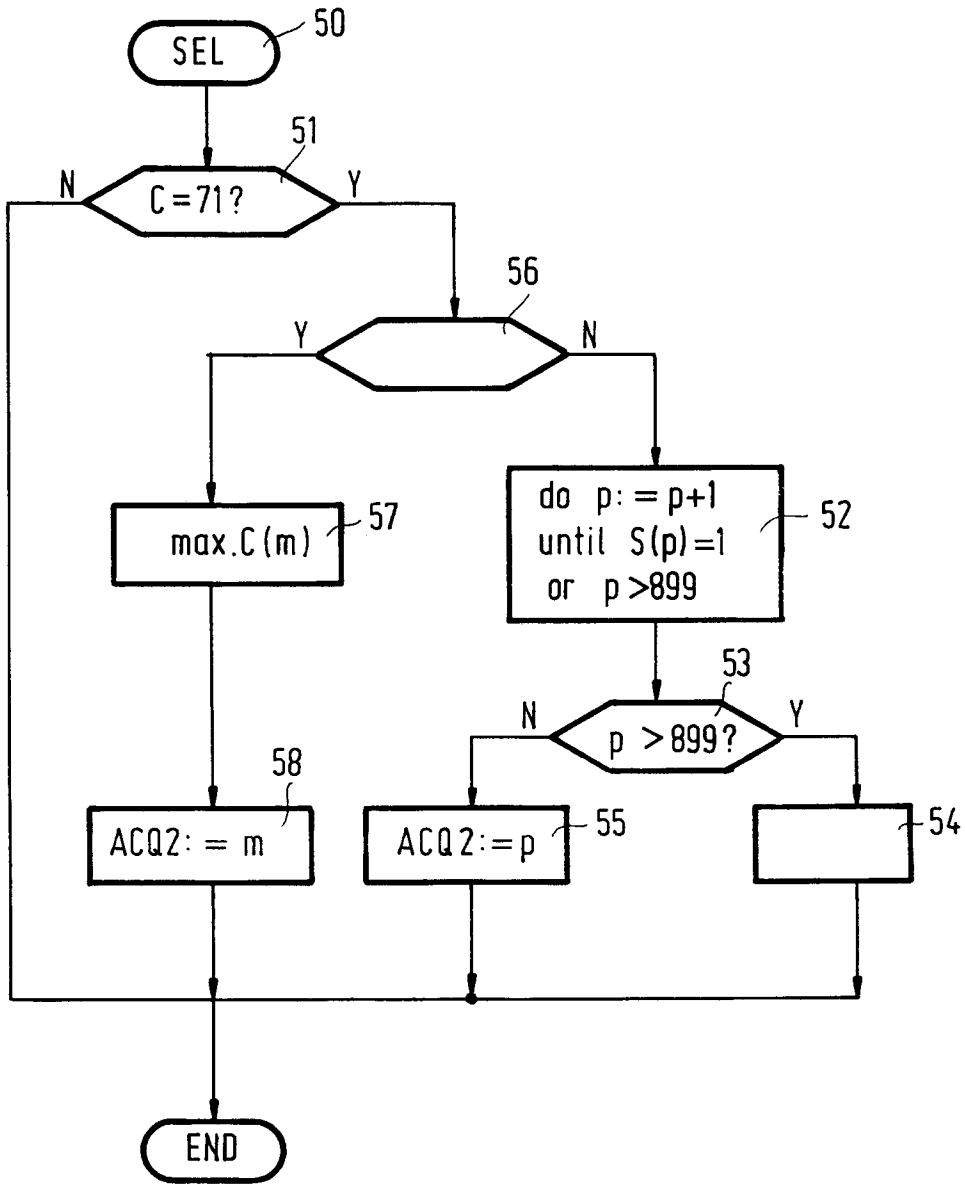 50
SEL
51
N
C=71?
Y
56
Y
N
do p:=p+1
until S(p)=1
or p>899
52
max.C(m)
57
53
N
p >899?
Y
58
ACQ2:= m
ACQ2:=p
55
54
END